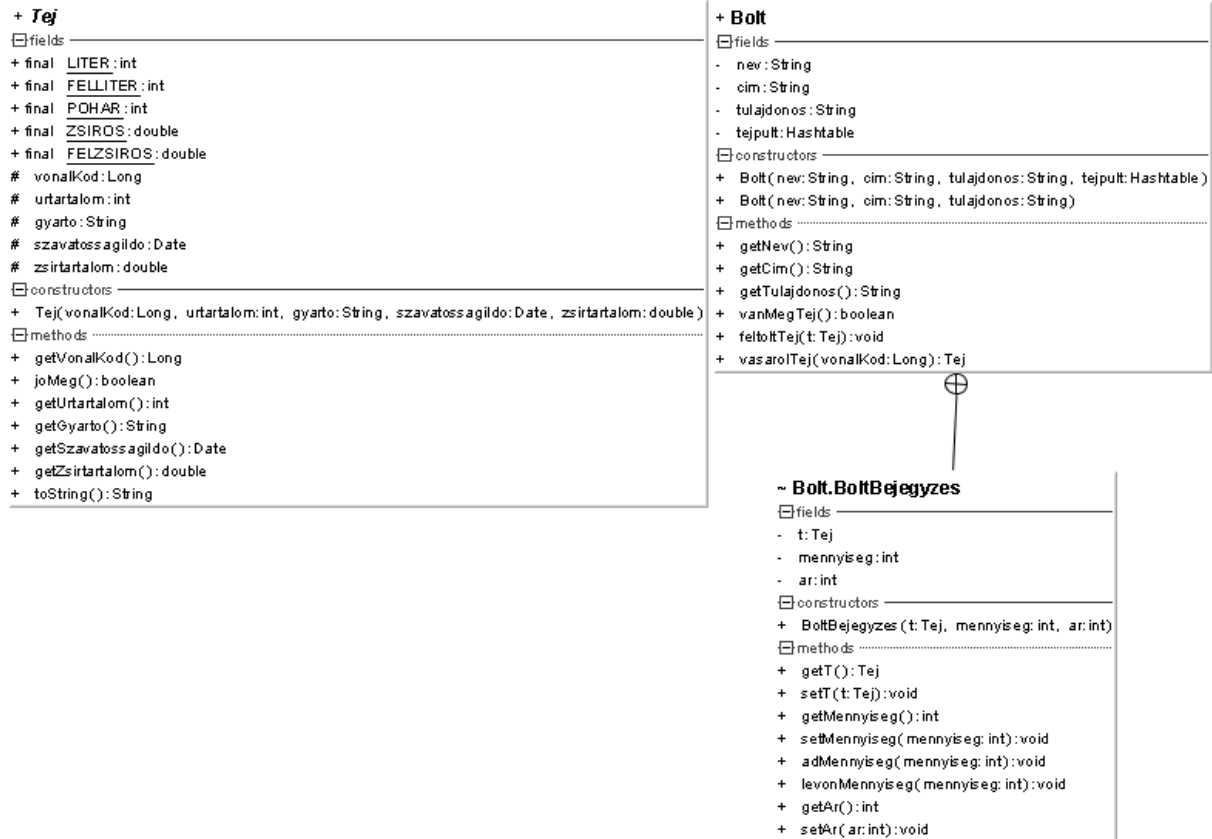 + Tej
fields
+ final LITER:int
+ final FELLITER:int
+ final POHAR:int
+ final ZSIROS:double
+ final FELZSIROS:double
# vonalKod:Long
# urtartalom:int
# gyarto:String
# szavatossagiIdo:Date
# zsirtartalom:double
constructors
+ Tej(vonalKod:Long, urtartalom:int, gyarto:String, szavatossagiIdo:Date, zsirtartalom:double)
methods
+ getVonalKod():Long
+ joMeg():boolean
+ getUrtartalom():int
+ getGyarto():String
+ getSzavatossagiIdo():Date
+ getZsirtartalom():double
+ toString():String
+ Bolt
fields
- nev:String
- cim:String
- tulajdonos:String
- tejpult:Hashtable
constructors
+ Bolt(nev:String, cim:String, tulajdonos:String, tejpult:Hashtable)
+ Bolt(nev:String, cim:String, tulajdonos:String)
methods
+ getNev():String
+ getCim():String
+ getTulajdonos():String
+ vanMegTej():boolean
+ feltoltTej(t:Tej):void
+ vasarolTej(vonalKod:Long):Tej
~ Bolt.BoltBejegyzes
fields
- t:Tej
- mennyiseg:int
- ar:int
constructors
+ BoltBejegyzes(t:Tej, mennyiseg:int, ar:int)
methods
+ getT():Tej
+ setT(t:Tej):void
+ getMennyiseg():int
+ setMennyiseg(mennyiseg:int):void
+ adMennyiseg(mennyiseg:int):void
+ levonMennyiseg(mennyiseg:int):void
+ getAr():int
+ setAr(ar:int):void